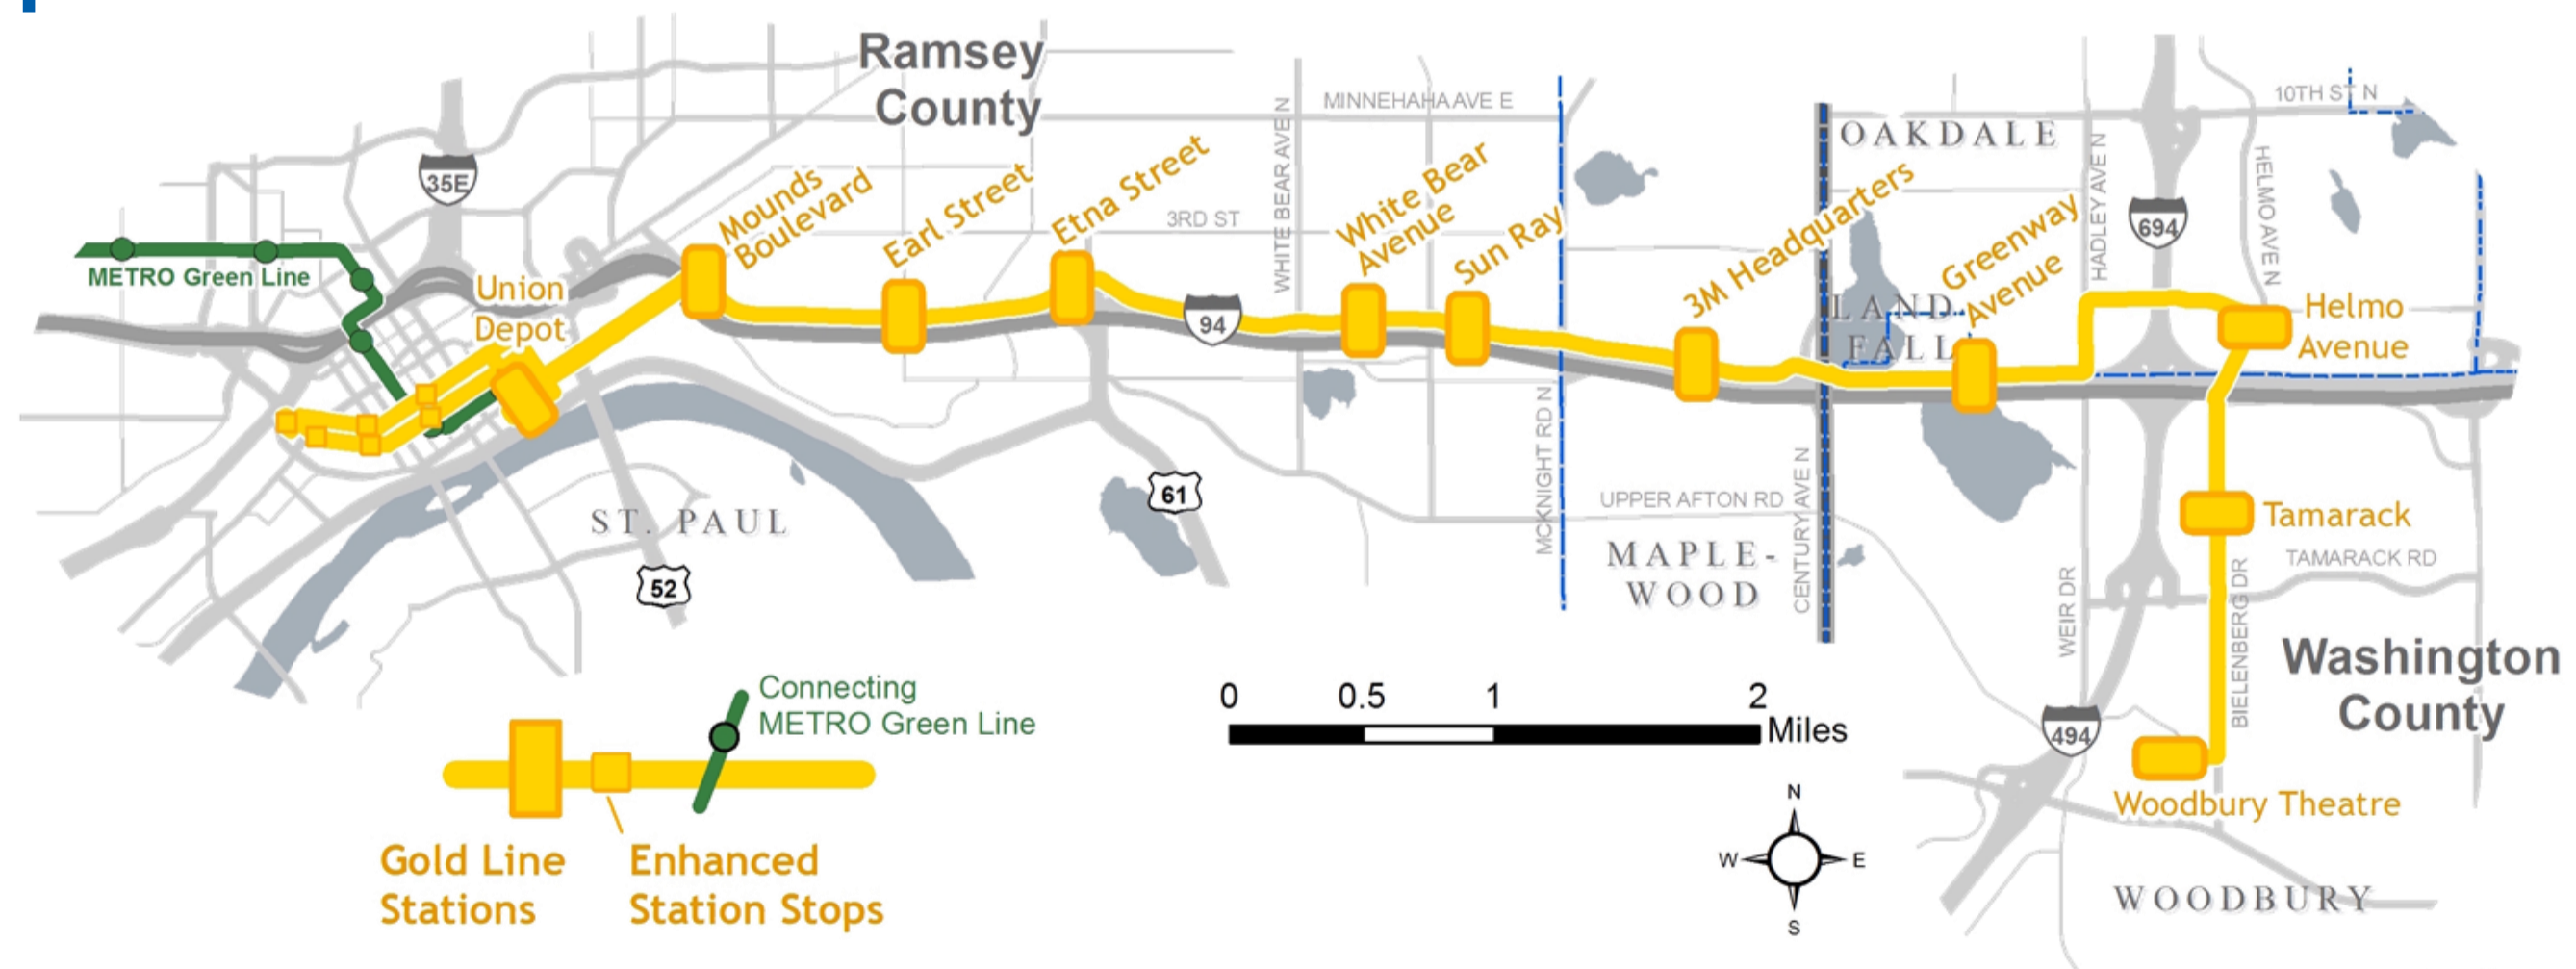 Ramsey
County
MINNEHAHA AVE E
10TH ST N
OAKDALE
35E
Mounds
Boulevard
Earl Street
Etna Street
WHITE BEAR AVE N
White Bear
Avenue
Sun Ray
3M Headquarters
Greenway
Avenue
HADLEY AVE N
694
HELMO AVE N
3RD ST
METRO Green Line
Union
Depot
94
LAND-
FALL
Helmo
Avenue
MCKNIGHT RD N
CENTURY AVE N
UPPER AFTON RD
61
ST. PAUL
52
MAPLE-
WOOD
Tamarack
TAMARACK RD
WEIR DR
BIELENBERG DR
Washington
County
494
Woodbury Theatre
WOODBURY
Connecting
METRO Green Line
0 0.5 1 2
Miles
N
W E
S
Gold Line
Stations
Enhanced
Station Stops